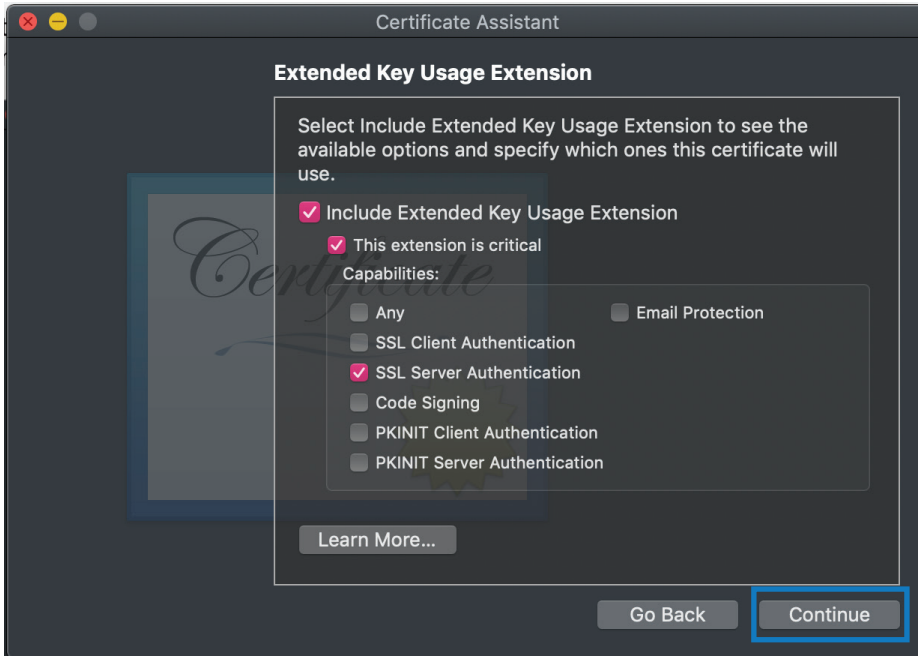 Certificate Assistant
Extended Key Usage Extension
Select Include Extended Key Usage Extension to see the
available options and specify which ones this certificate will
use.
Include Extended Key Usage Extension
This extension is critical
Certificate
Capabilities:
Any
Email Protection
SSL Client Authentication
SSL Server Authentication
Code Signing
PKINIT Client Authentication
PKINIT Server Authentication
Learn More...
Go Back
Continue